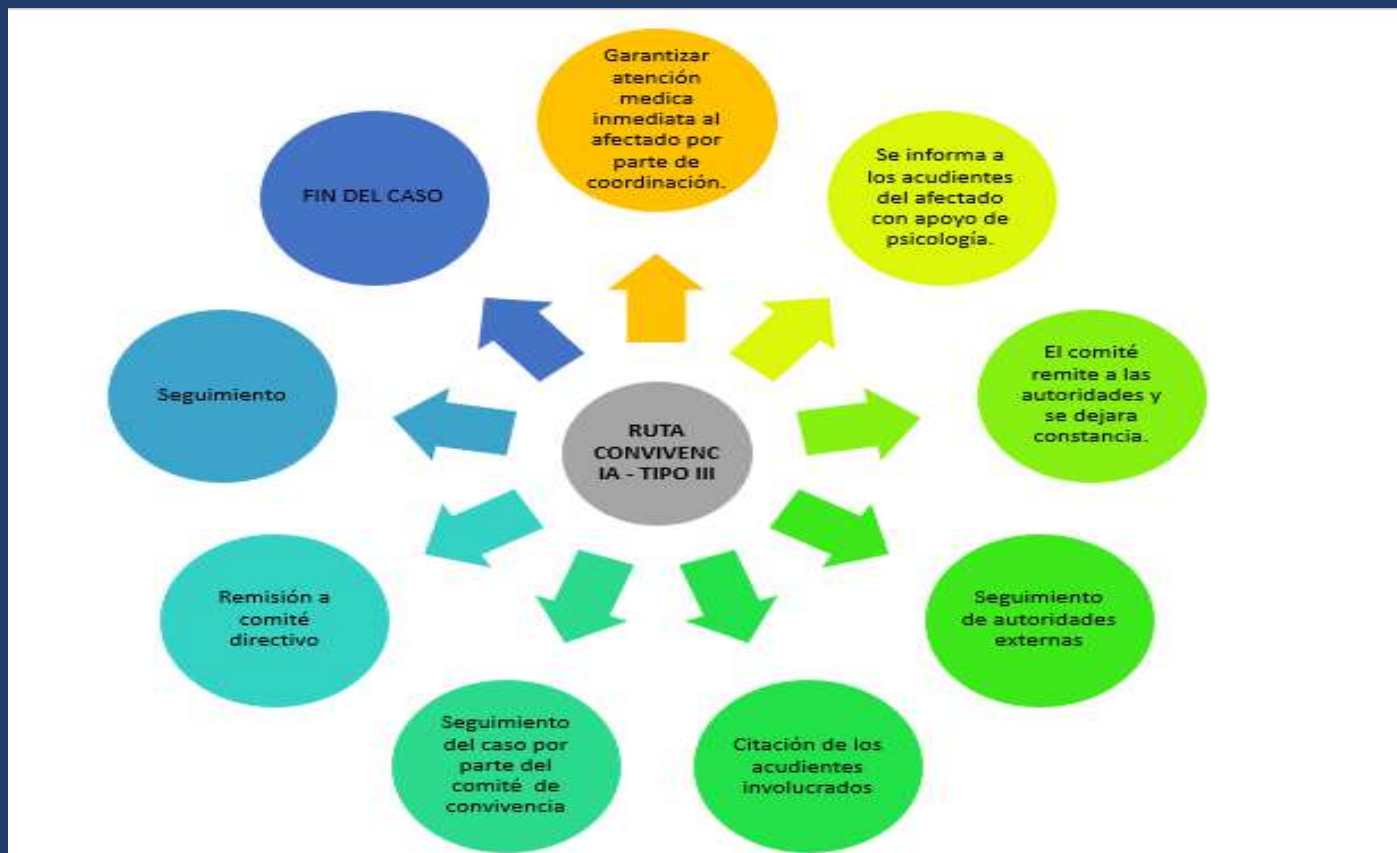 Garantizar
atención
medica
inmediata al
afectado por
parte de
coordinación.
Se informa a
los acudientes
del afectado
con apoyo de
psicología.
El comité
remite a las
autoridades y
se dejara
constancia.
Seguimiento
de autoridades
externas
Citación de los
acudientes
involucrados
Seguimiento
del caso por
parte del
comité de
convivencia
Remisión a
comité
directivo
Seguimiento
FIN DEL CASO
RUTA
CONVIVENC
IA - TIPO III